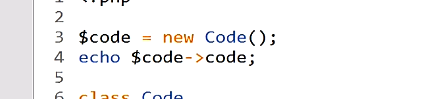 1 <?php
2
3 $code = new Code();
4 echo $code->code;
5
6 class Code